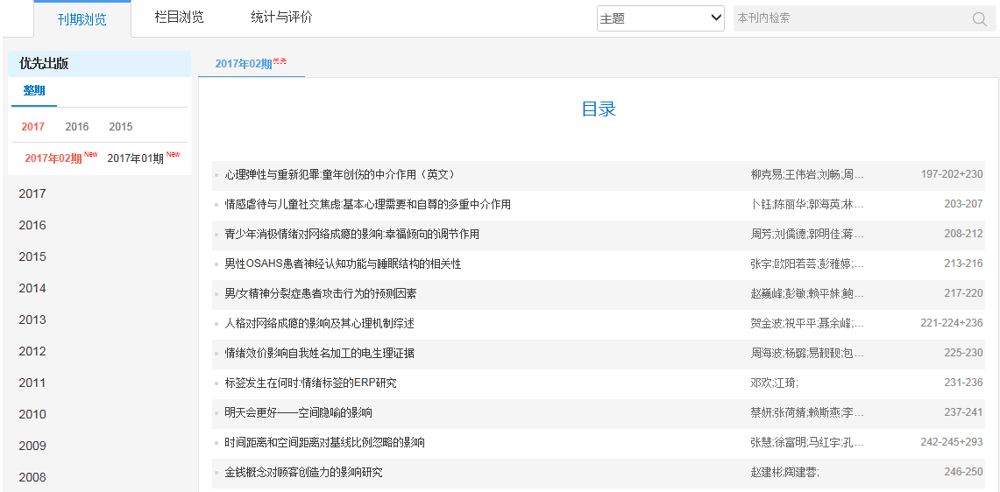 刊期浏览 栏目浏览 统计与评价 主题 本刊内检索
优先出版
整期
2017 2016 2015
2017年02期New 2017年01期New
2017
2016
2015
2014
2013
2012
2011
2010
2009
2008
2017年02期优先
目录
心理弹性与重新犯罪:童年创伤的中介作用（英文） 柳克易;王伟岩;刘畅;周... 197-202+230
情感虐待与儿童社交焦虑:基本心理需要和自尊的多重中介作用 卜钰;陈丽华;郭海英;林... 203-207
青少年消极情绪对网络成瘾的影响:幸福倾向的调节作用 周芳;刘儒德;郭明佳;蒋... 208-212
男性OSAHS患者神经认知功能与睡眠结构的相关性 张宇;欧阳若芸;彭雅婷;... 213-216
男/女精神分裂症患者攻击行为的预测因素 赵巍峰;彭敏;赖平妹;鲍... 217-220
人格对网络成瘾的影响及其心理机制综述 贺金波;祝平平;聂余峰;... 221-224+236
情绪效价影响自我姓名加工的电生理证据 周海波;杨璐;易靓靓;包... 225-230
标签发生在何时:情绪标签的ERP研究 邓欢;江琦; 231-236
明天会更好——空间隐喻的影响 蔡妍;张荷婧;赖斯燕;李... 237-241
时间距离和空间距离对基线比例忽略的影响 张慧;徐富明;马红宇;孔... 242-245+293
金钱概念对顾客创造力的影响研究 赵建彬;陶建蓉; 246-250